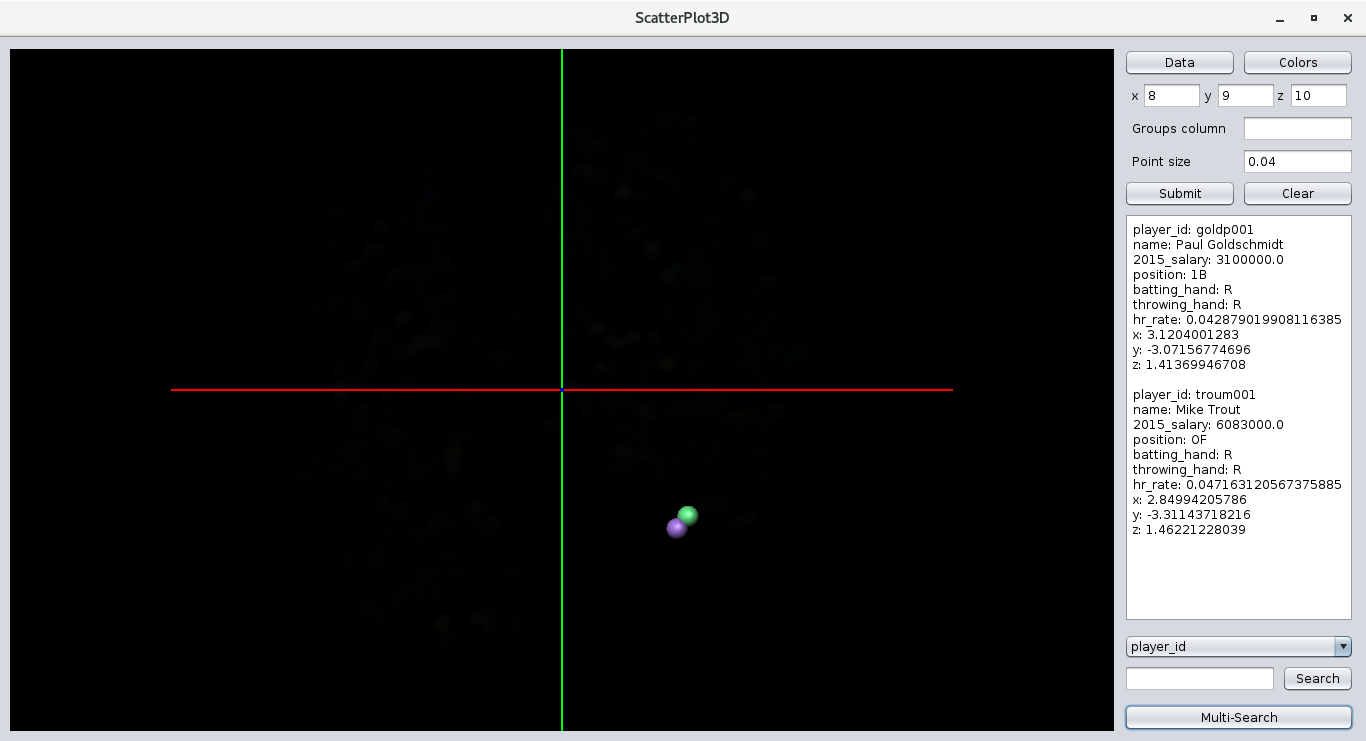 ScatterPlot3D
Data Colors
x 8 y 9 z 10
Groups column
Point size 0.04
Submit Clear
player_id: goldp001
name: Paul Goldschmidt
2015_salary: 3100000.0
position: 1B
batting_hand: R
throwing_hand: R
hr_rate: 0.042879019908116385
x: 3.1204001283
y: -3.07156774696
z: 1.41369946708
player_id: troum001
name: Mike Trout
2015_salary: 6083000.0
position: OF
batting_hand: R
throwing_hand: R
hr_rate: 0.047163120567375885
x: 2.84994205786
y: -3.31143718216
z: 1.46221228039
player_id
Search
Multi-Search